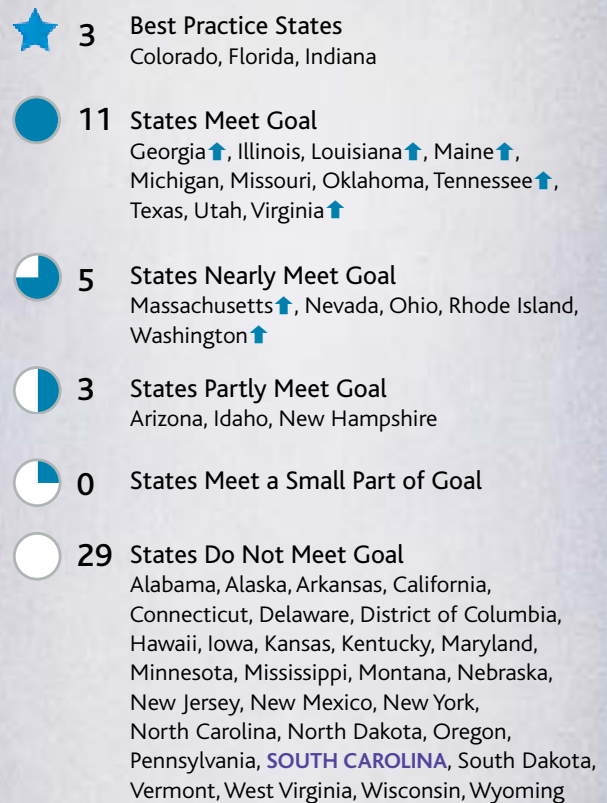 3 Best Practice States
Colorado, Florida, Indiana
11 States Meet Goal
Georgia⬆, Illinois, Louisiana⬆, Maine⬆,
Michigan, Missouri, Oklahoma, Tennessee⬆,
Texas, Utah, Virginia⬆
5 States Nearly Meet Goal
Massachusetts⬆, Nevada, Ohio, Rhode Island,
Washington⬆
3 States Partly Meet Goal
Arizona, Idaho, New Hampshire
0 States Meet a Small Part of Goal
29 States Do Not Meet Goal
Alabama, Alaska, Arkansas, California,
Connecticut, Delaware, District of Columbia,
Hawaii, Iowa, Kansas, Kentucky, Maryland,
Minnesota, Mississippi, Montana, Nebraska,
New Jersey, New Mexico, New York,
North Carolina, North Dakota, Oregon,
Pennsylvania, SOUTH CAROLINA, South Dakota,
Vermont, West Virginia, Wisconsin, Wyoming